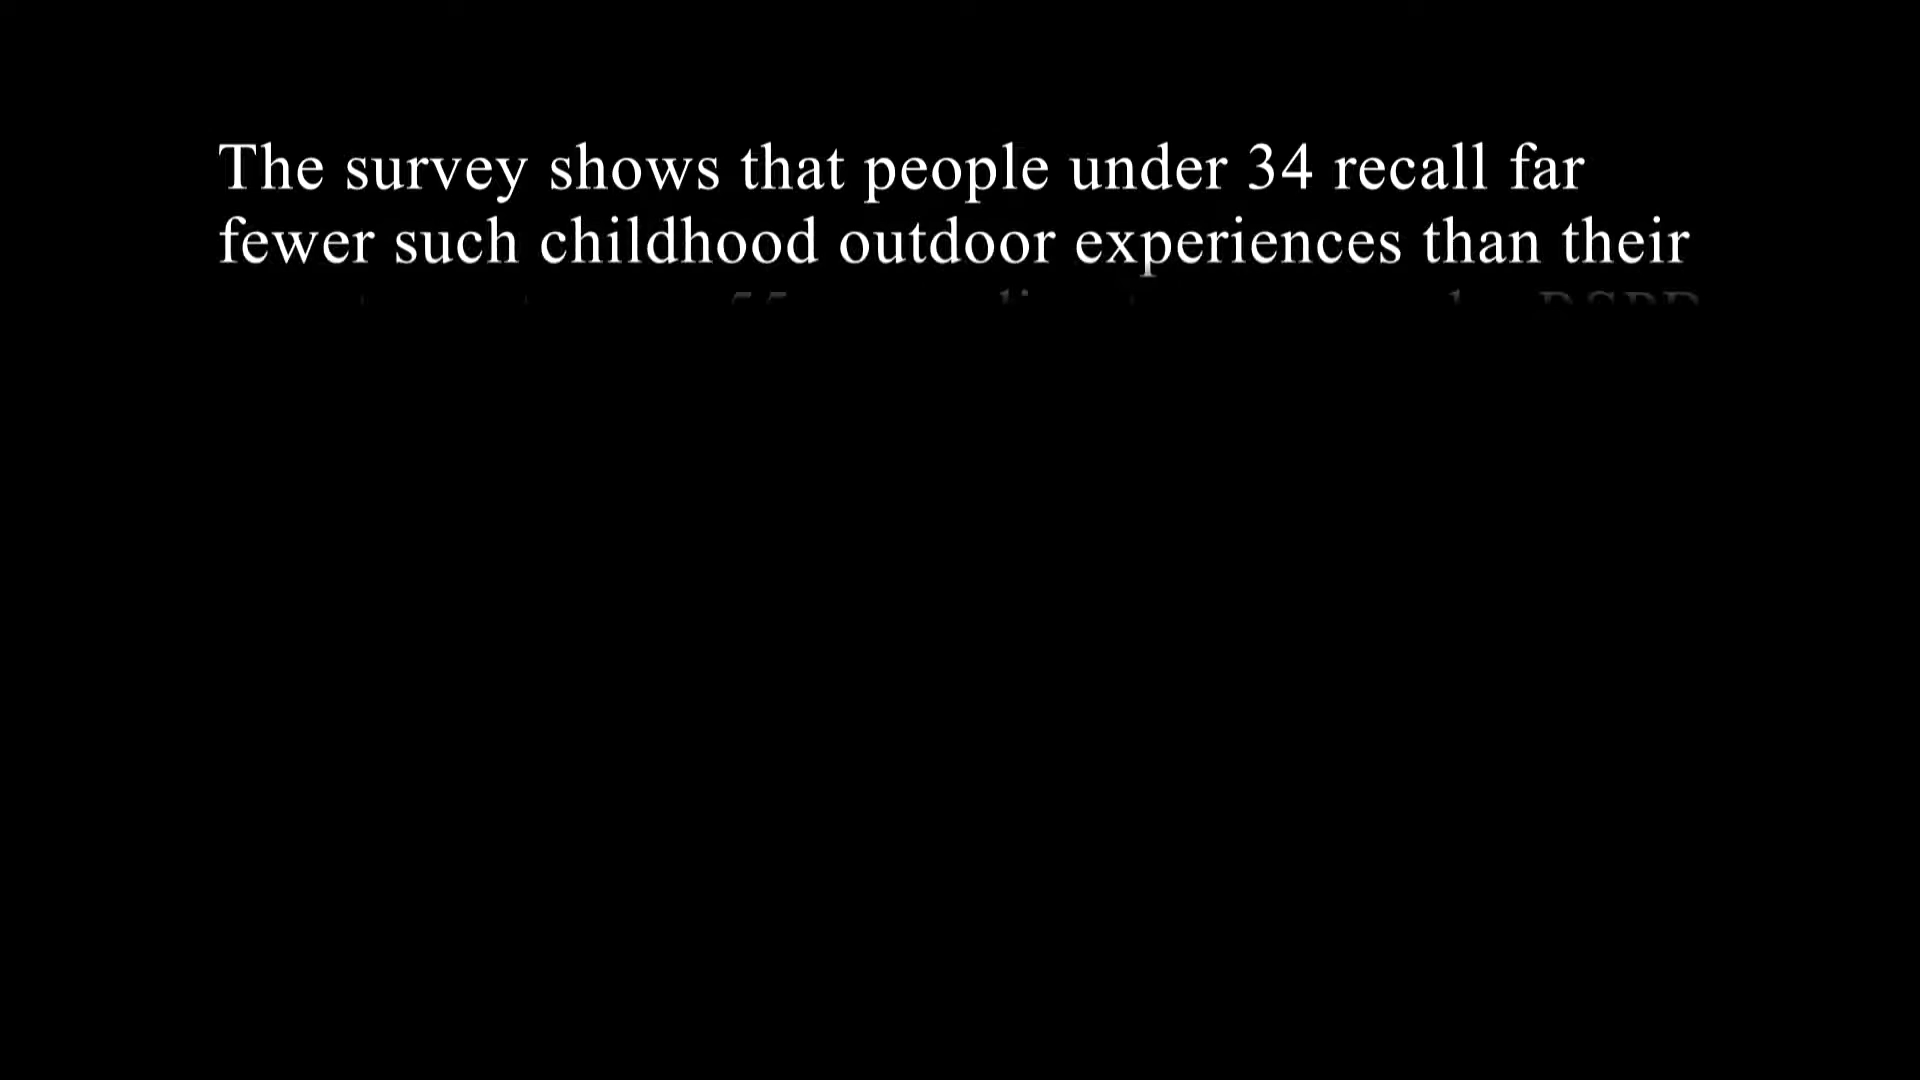 The survey shows that people under 34 recall far
fewer such childhood outdoor experiences than their